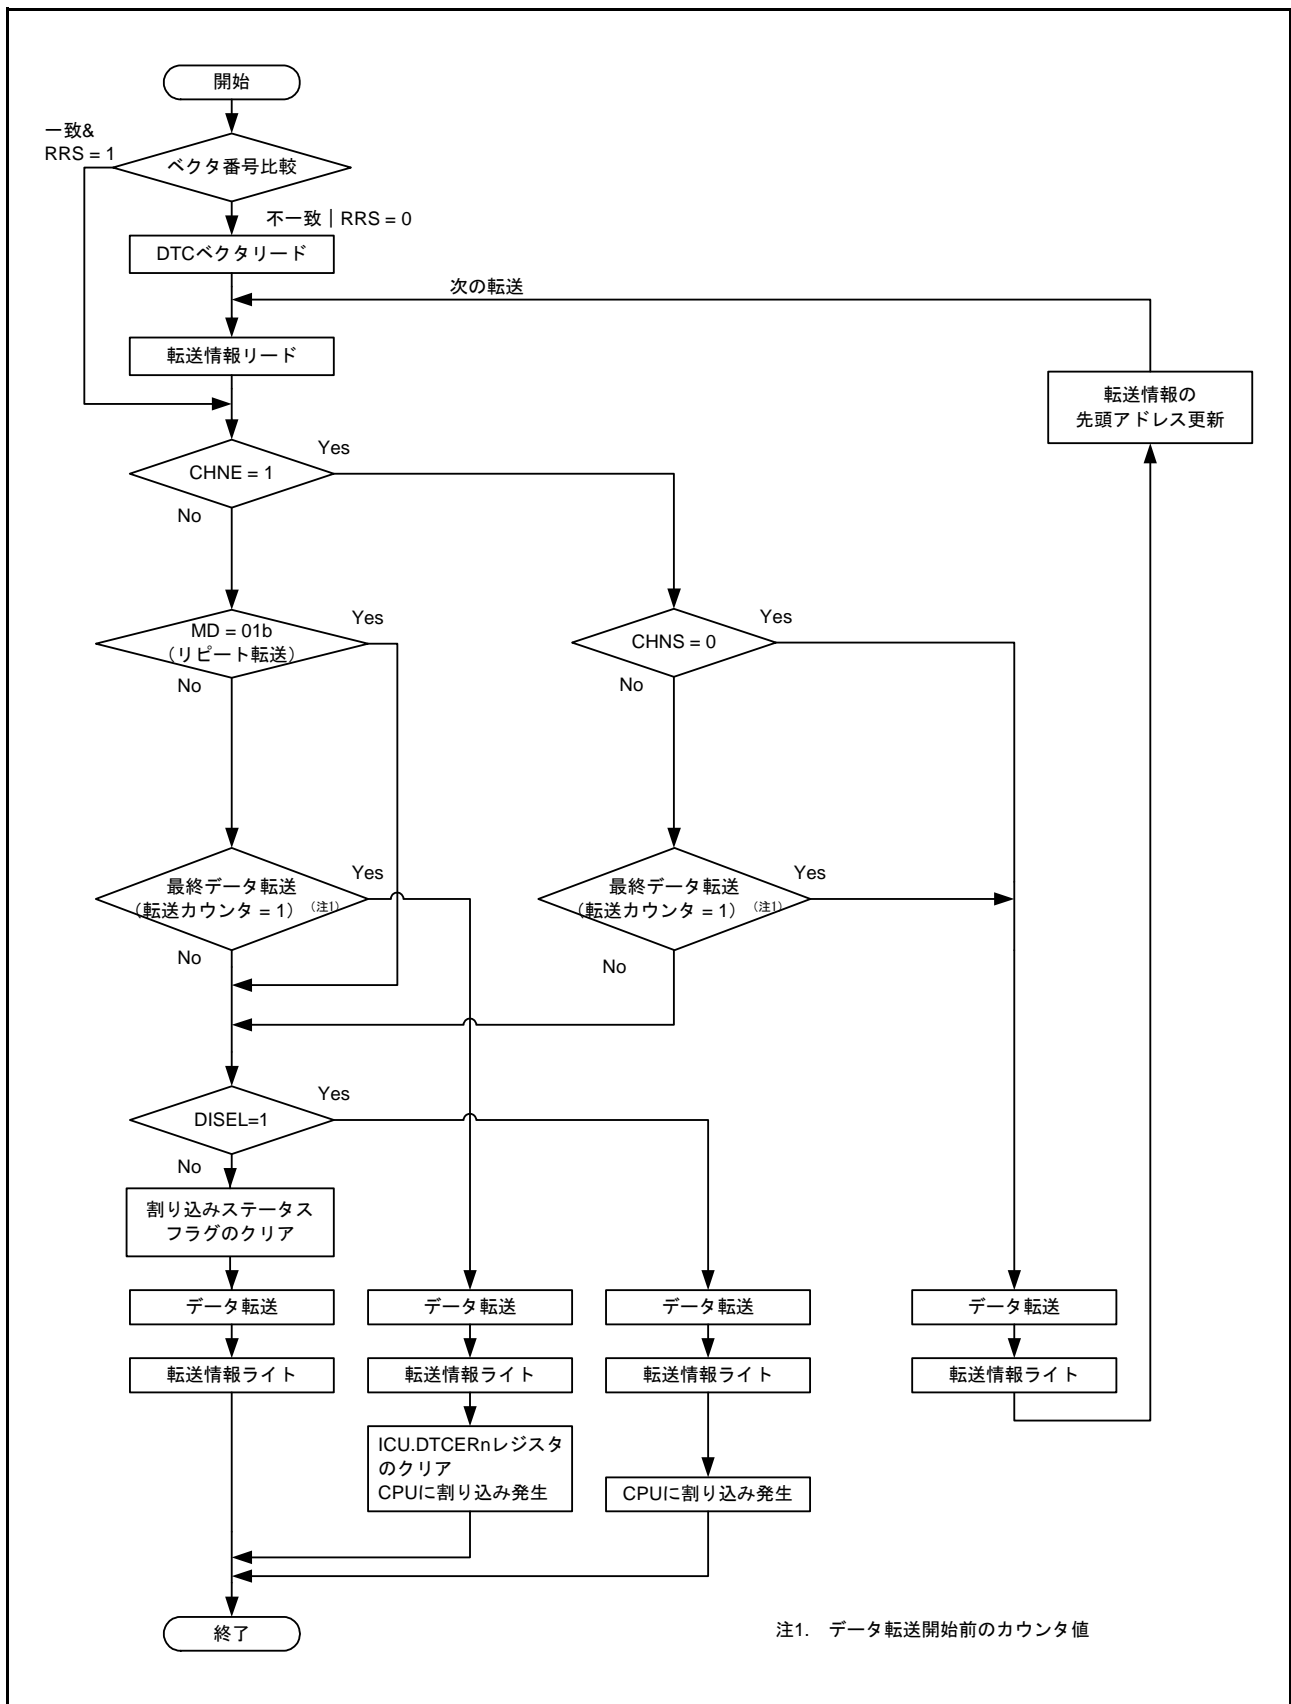 開始
一致&
RRS = 1
ベクタ番号比較
不一致 | RRS = 0
DTCベクタリード
次の転送
転送情報リード
転送情報の
先頭アドレス更新
CHNE = 1
Yes
No
MD = 01b
(リピート転送)
Yes
No
CHNS = 0
Yes
No
最終データ転送
(転送カウンタ = 1) (注1)
Yes
No
最終データ転送
(転送カウンタ = 1) (注1)
Yes
No
DISEL=1
Yes
No
割り込みステータス
フラグのクリア
データ転送
データ転送
データ転送
データ転送
転送情報ライト
転送情報ライト
転送情報ライト
転送情報ライト
ICU.DTCERnレジスタ
のクリア
CPUに割り込み発生
CPUに割り込み発生
終了
注1. データ転送開始前のカウンタ値